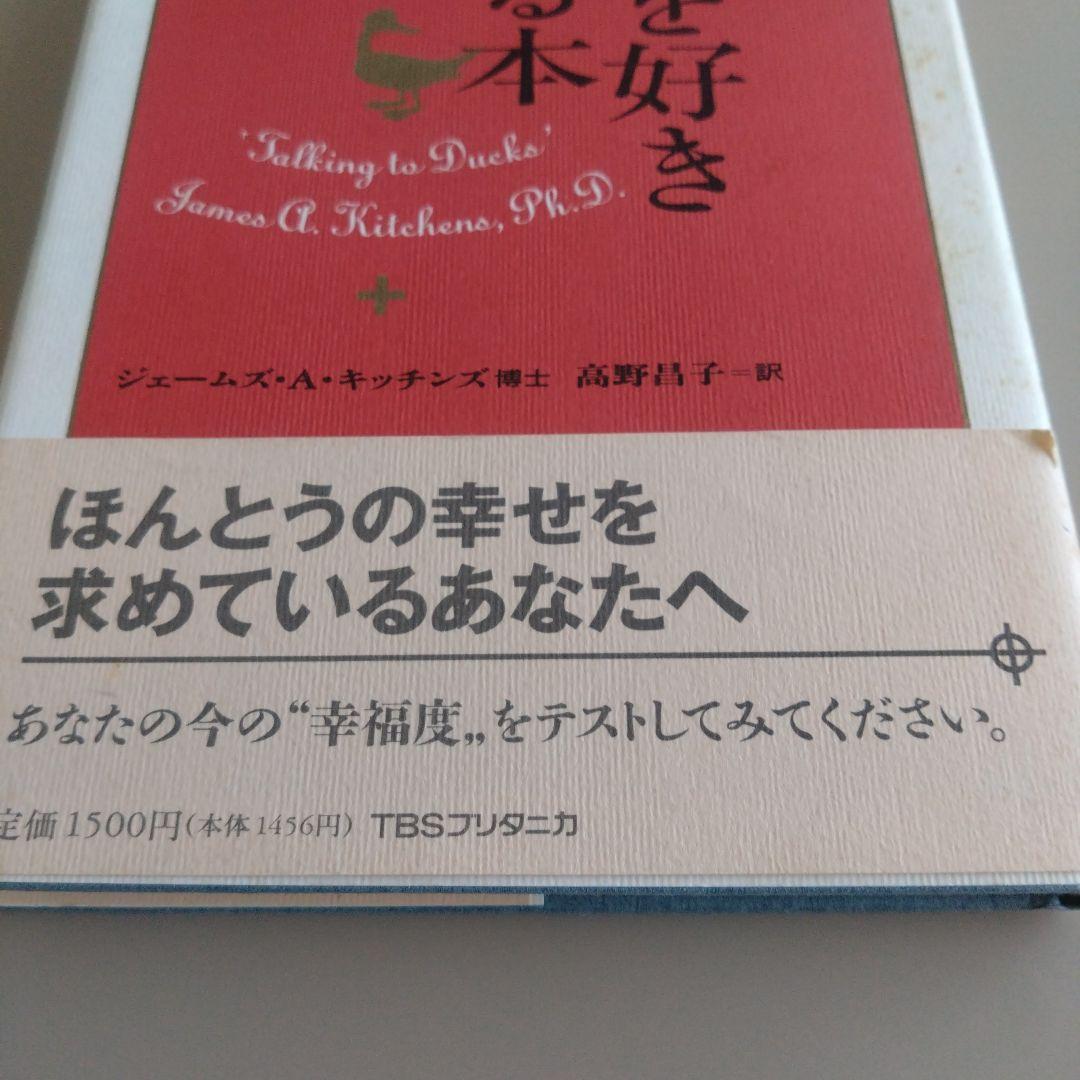 を好き
る本
'Talking to Ducks'
James A. Kitchens, Ph.D.
ジェームズ・A・キッチンズ博士 高野昌子=訳
ほんとうの幸せを
求めているあなたへ
あなたの今の“幸福度„をテストしてみてください。
定価1500円(本体1456円) TBSブリタニカ